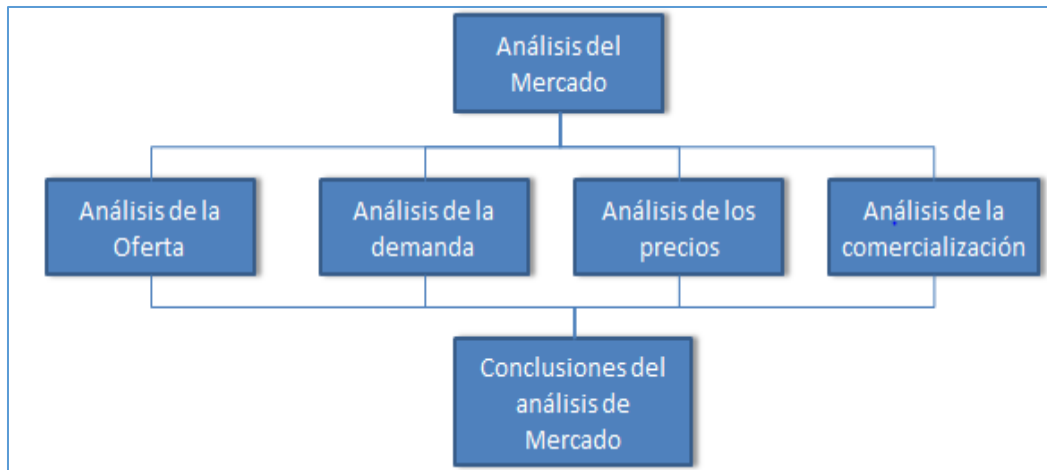 Análisis del
Mercado
Análisis de la
Oferta
Análisis de la
demanda
Análisis de los
precios
Análisis de la
comercialización
Conclusiones del
análisis de
Mercado